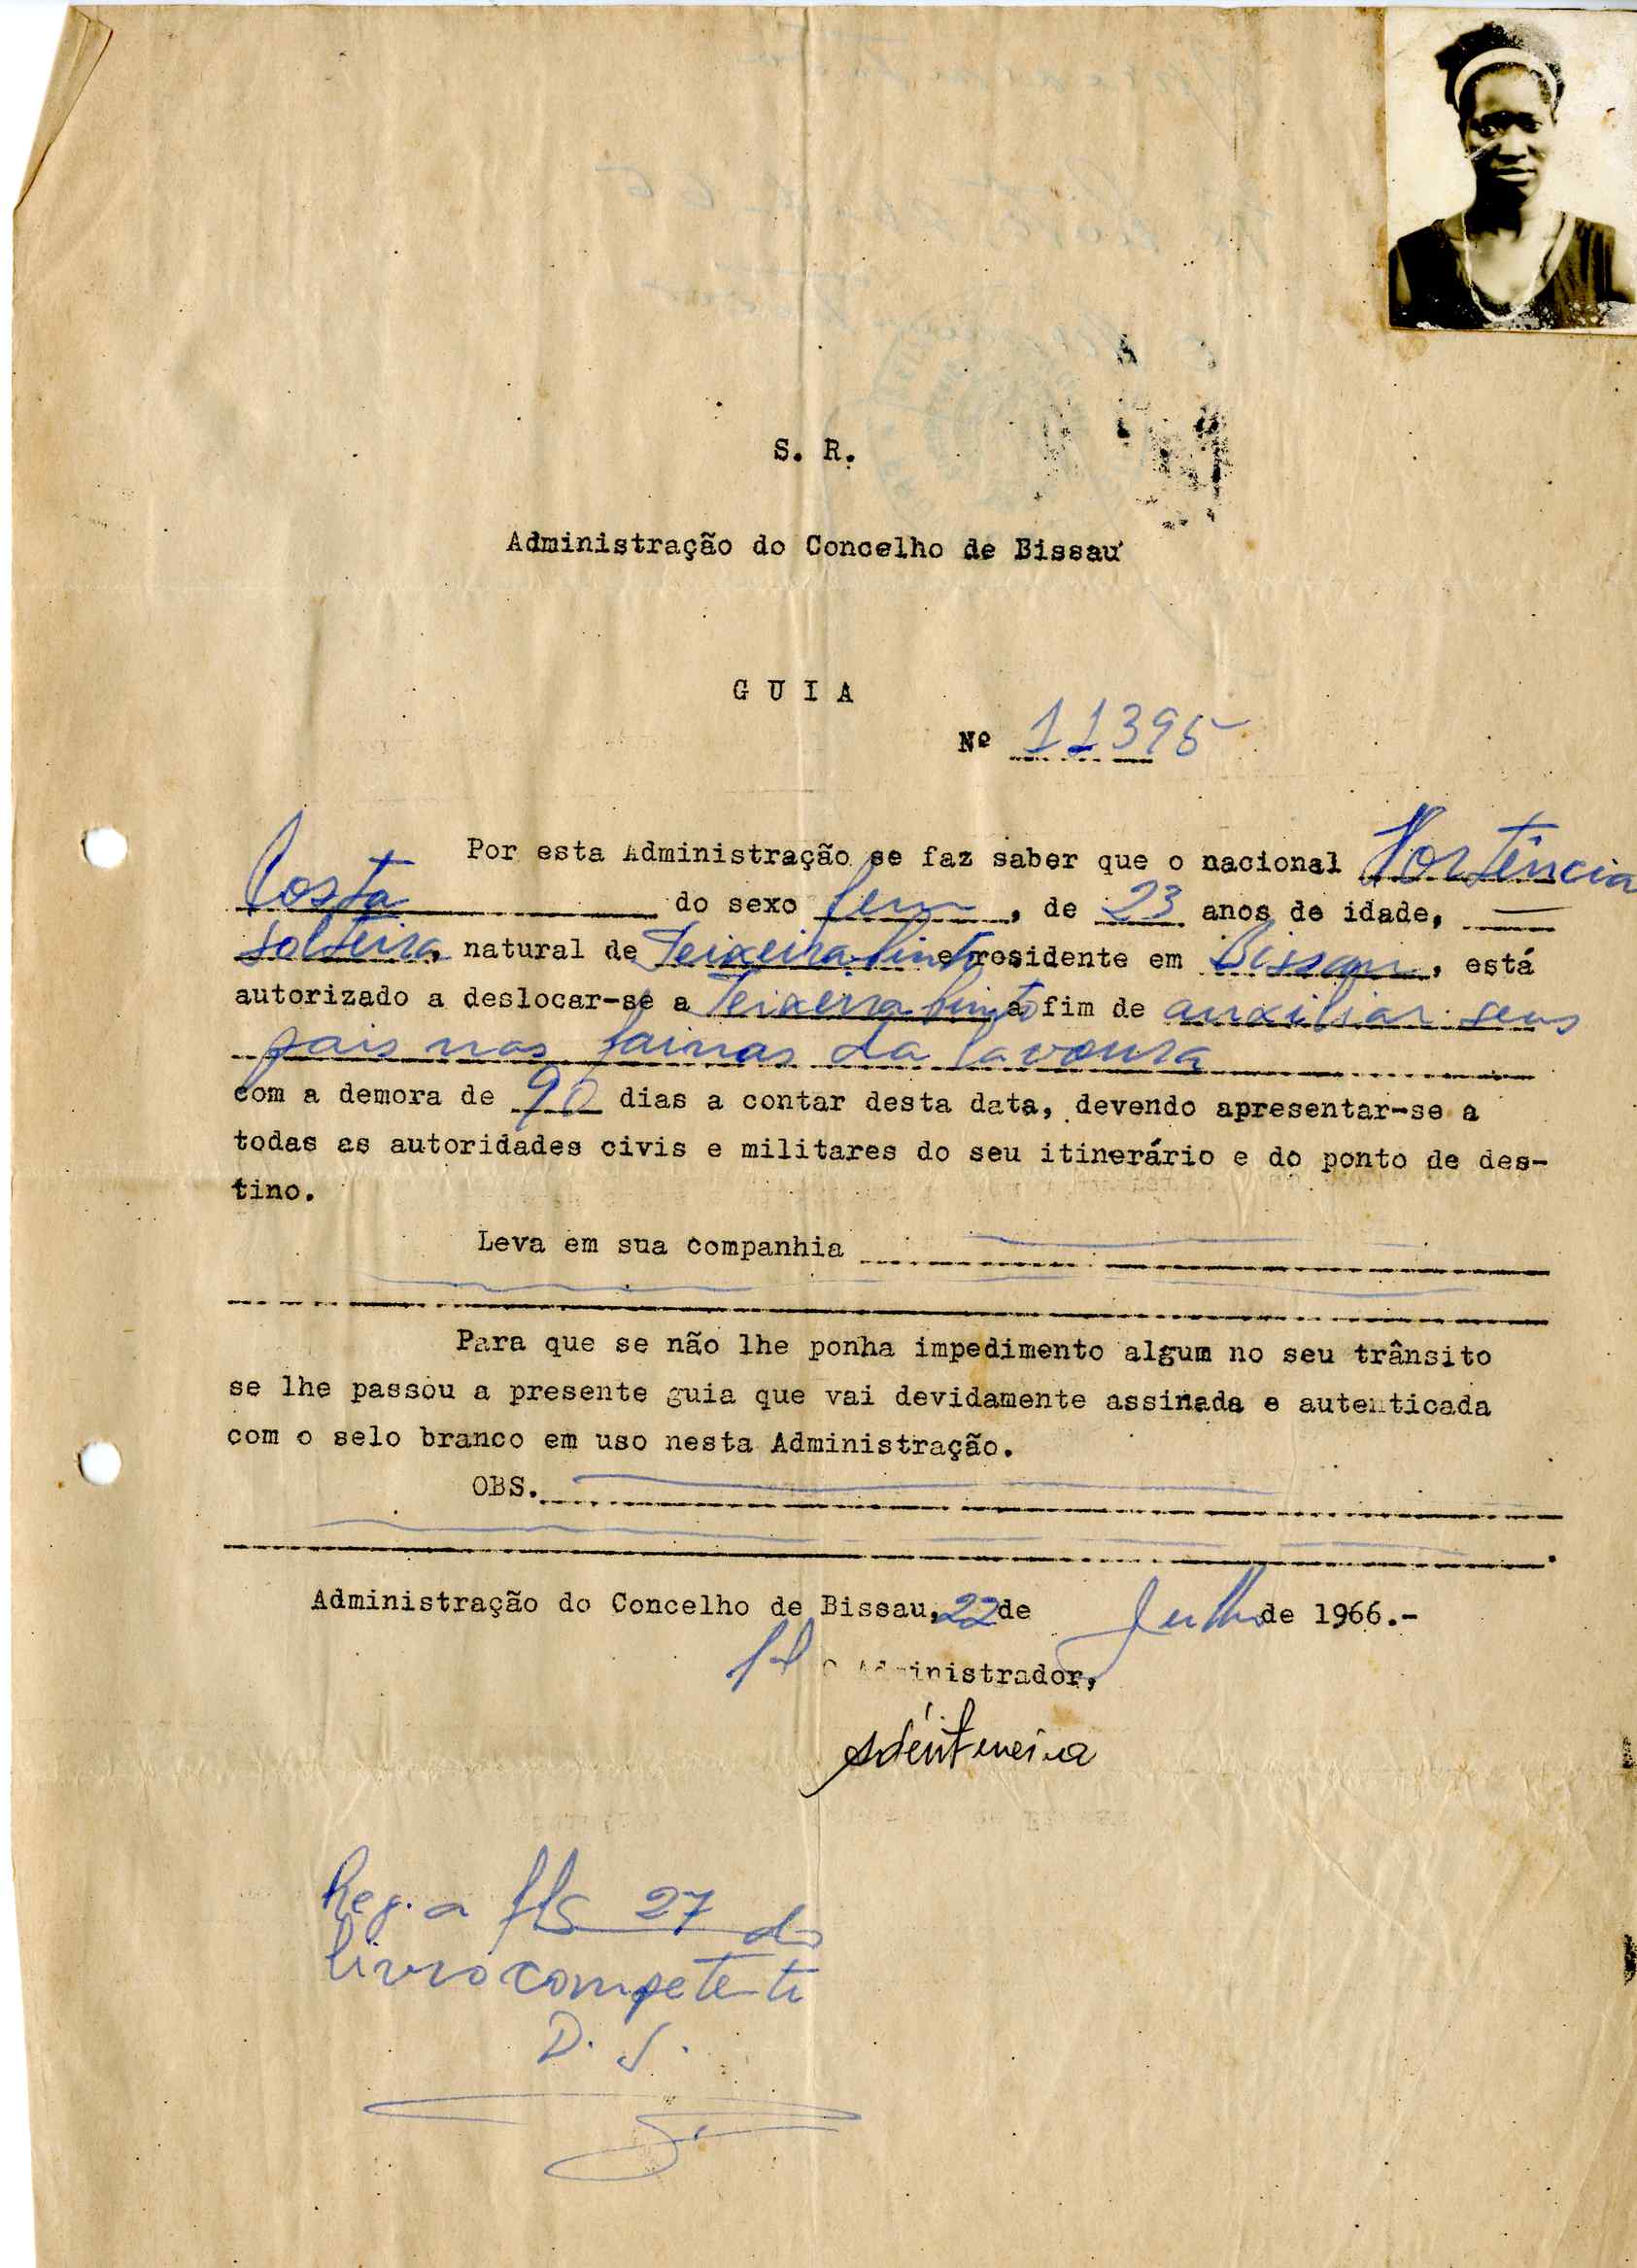 S. R.
Administração do Concelho de Bissau
G U I A
Nº 11395
Por esta Administração se faz saber que o nacional Hortência
Costa do sexo fem, de 23 anos de idade,
solteira, natural de Teixeira Pinto e residente em Bissau, está
autorizado a deslocar-se a Teixeira Pinto a fim de auxiliar seus
pais nas fainas da lavoura
com a demora de 90 dias a contar desta data, devendo apresentar-se a
todas as autoridades civis e militares do seu itinerário e do ponto de des-
tino.
Leva em sua companhia
Para que se não lhe ponha impedimento algum no seu trânsito
se lhe passou a presente guia que vai devidamente assinada e autenticada
com o selo branco em uso nesta Administração.
OBS.
Administração do Concelho de Bissau, 22 de Julho de 1966.-
O Administrador,
Reg. a fls 27 do
livro competente
D. S.